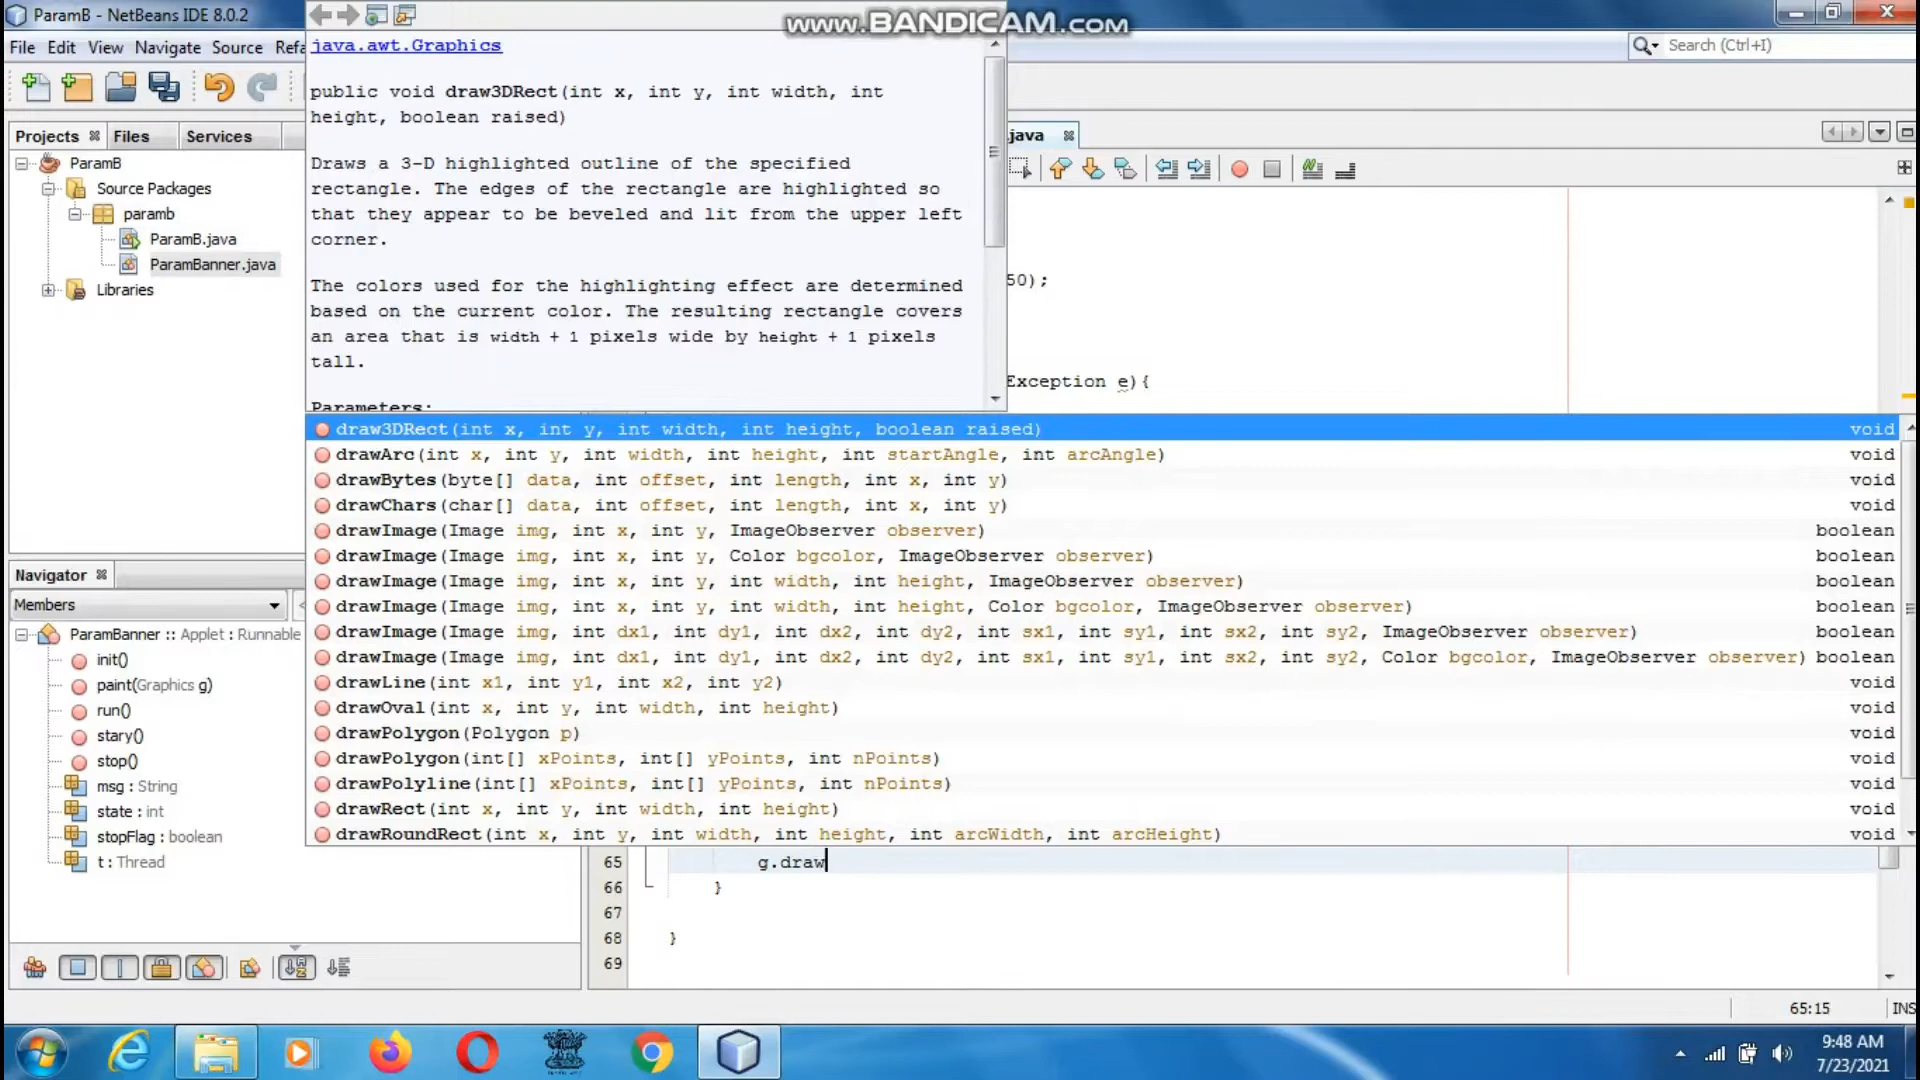 ParamB - NetBeans IDE 8.0.2
www.BANDICAM.com
File Edit View Navigate Source Refa
Search (Ctrl+I)
java.awt.Graphics
public void draw3DRect(int x, int y, int width, int
height, boolean raised)
Draws a 3-D highlighted outline of the specified
rectangle. The edges of the rectangle are highlighted so
that they appear to be beveled and lit from the upper left
corner.
The colors used for the highlighting effect are determined
based on the current color. The resulting rectangle covers
an area that is width + 1 pixels wide by height + 1 pixels
tall.
Parameters:
Projects Files Services
ParamB
Source Packages
paramb
ParamB.java
ParamBanner.java
Libraries
java
50);
Exception e){
draw3DRect(int x, int y, int width, int height, boolean raised) void
drawArc(int x, int y, int width, int height, int startAngle, int arcAngle) void
drawBytes(byte[] data, int offset, int length, int x, int y) void
drawChars(char[] data, int offset, int length, int x, int y) void
drawImage(Image img, int x, int y, ImageObserver observer) boolean
drawImage(Image img, int x, int y, Color bgcolor, ImageObserver observer) boolean
drawImage(Image img, int x, int y, int width, int height, ImageObserver observer) boolean
drawImage(Image img, int x, int y, int width, int height, Color bgcolor, ImageObserver observer) boolean
drawImage(Image img, int dx1, int dy1, int dx2, int dy2, int sx1, int sy1, int sx2, int sy2, ImageObserver observer) boolean
drawImage(Image img, int dx1, int dy1, int dx2, int dy2, int sx1, int sy1, int sx2, int sy2, Color bgcolor, ImageObserver observer) boolean
drawLine(int x1, int y1, int x2, int y2) void
drawOval(int x, int y, int width, int height) void
drawPolygon(Polygon p) void
drawPolygon(int[] xPoints, int[] yPoints, int nPoints) void
drawPolyline(int[] xPoints, int[] yPoints, int nPoints) void
drawRect(int x, int y, int width, int height) void
drawRoundRect(int x, int y, int width, int height, int arcWidth, int arcHeight) void
Navigator
Members
ParamBanner :: Applet : Runnable
init()
paint(Graphics g)
run()
stary()
stop()
msg : String
state : int
stopFlag : boolean
t : Thread
65 g.draw
66 }
67
68 }
69
65:15 INS
9:48 AM
7/23/2021